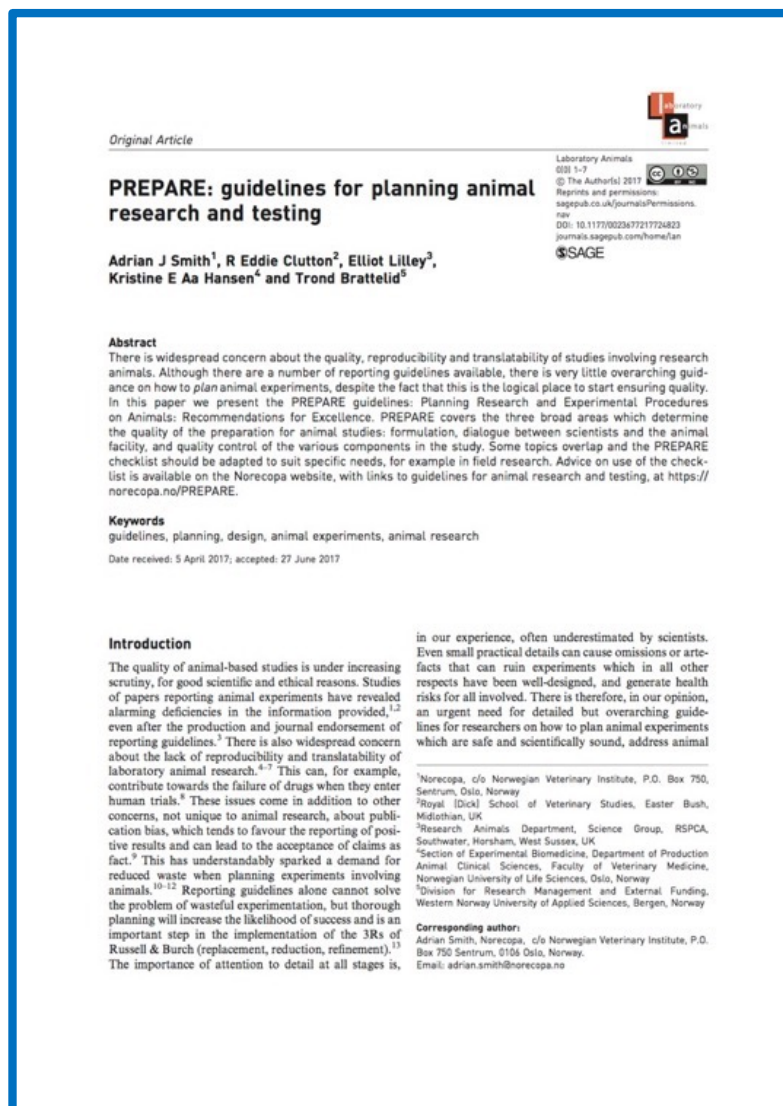 laboratory
animals
LIMITED
Original Article
Laboratory Animals
0(0) 1–7
© The Author(s) 2017
Reprints and permissions:
sagepub.co.uk/journalsPermissions.
nav
DOI: 10.1177/0023677217724823
journals.sagepub.com/home/lan
SAGE
PREPARE: guidelines for planning animal
research and testing
Adrian J Smith1, R Eddie Clutton2, Elliot Lilley3,
Kristine E Aa Hansen4 and Trond Brattelid5
Abstract
There is widespread concern about the quality, reproducibility and translatability of studies involving research
animals. Although there are a number of reporting guidelines available, there is very little overarching guid-
ance on how to plan animal experiments, despite the fact that this is the logical place to start ensuring quality.
In this paper we present the PREPARE guidelines: Planning Research and Experimental Procedures
on Animals: Recommendations for Excellence. PREPARE covers the three broad areas which determine
the quality of the preparation for animal studies: formulation, dialogue between scientists and the animal
facility, and quality control of the various components in the study. Some topics overlap and the PREPARE
checklist should be adapted to suit specific needs, for example in field research. Advice on use of the check-
list is available on the Norecopa website, with links to guidelines for animal research and testing, at https://
norecopa.no/PREPARE.
Keywords
guidelines, planning, design, animal experiments, animal research
Date received: 5 April 2017; accepted: 27 June 2017
Introduction
The quality of animal-based studies is under increasing
scrutiny, for good scientific and ethical reasons. Studies
of papers reporting animal experiments have revealed
alarming deficiencies in the information provided,1,2
even after the production and journal endorsement of
reporting guidelines.3 There is also widespread concern
about the lack of reproducibility and translatability of
laboratory animal research.4–7 This can, for example,
contribute towards the failure of drugs when they enter
human trials.8 These issues come in addition to other
concerns, not unique to animal research, about publi-
cation bias, which tends to favour the reporting of posi-
tive results and can lead to the acceptance of claims as
fact.9 This has understandably sparked a demand for
reduced waste when planning experiments involving
animals.10–12 Reporting guidelines alone cannot solve
the problem of wasteful experimentation, but thorough
planning will increase the likelihood of success and is an
important step in the implementation of the 3Rs of
Russell & Burch (replacement, reduction, refinement).13
The importance of attention to detail at all stages is,
in our experience, often underestimated by scientists.
Even small practical details can cause omissions or arte-
facts that can ruin experiments which in all other
respects have been well-designed, and generate health
risks for all involved. There is therefore, in our opinion,
an urgent need for detailed but overarching guide-
lines for researchers on how to plan animal experiments
which are safe and scientifically sound, address animal
1Norecopa, c/o Norwegian Veterinary Institute, P.O. Box 750,
Sentrum, Oslo, Norway
2Royal (Dick) School of Veterinary Studies, Easter Bush,
Midlothian, UK
3Research Animals Department, Science Group, RSPCA,
Southwater, Horsham, West Sussex, UK
4Section of Experimental Biomedicine, Department of Production
Animal Clinical Sciences, Faculty of Veterinary Medicine,
Norwegian University of Life Sciences, Oslo, Norway
5Division for Research Management and External Funding,
Western Norway University of Applied Sciences, Bergen, Norway
Corresponding author:
Adrian Smith, Norecopa, c/o Norwegian Veterinary Institute, P.O.
Box 750 Sentrum, 0106 Oslo, Norway.
Email: adrian.smith@norecopa.no